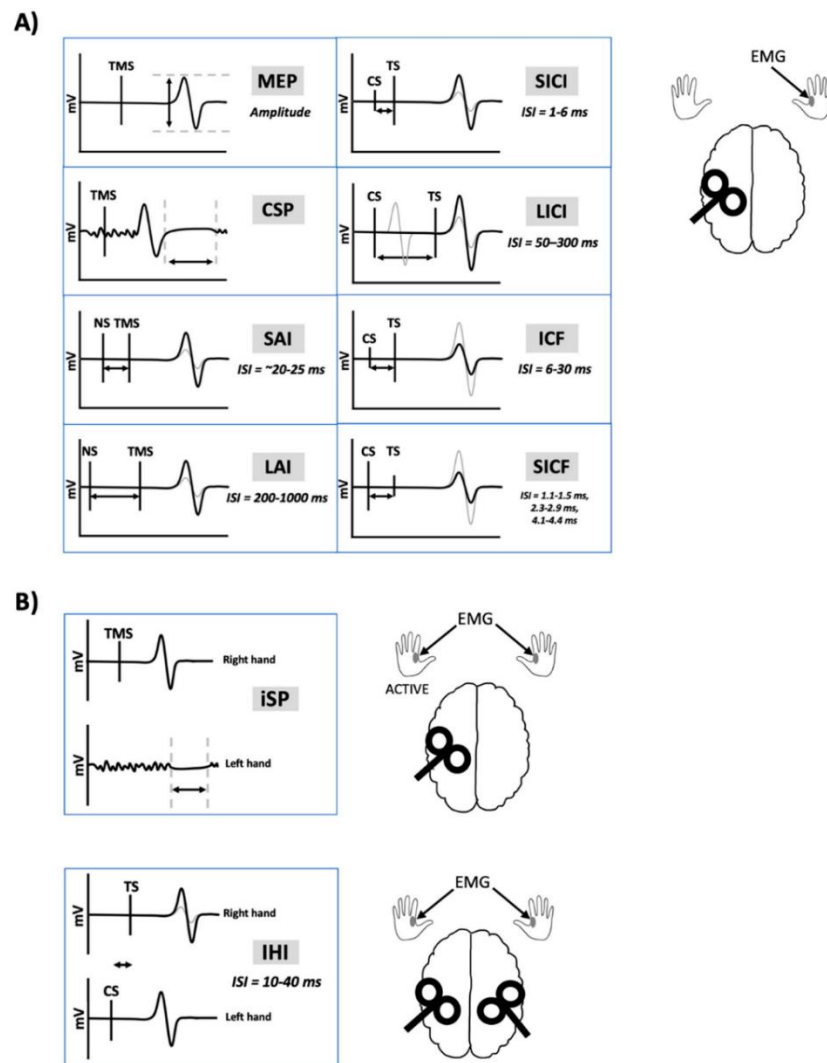 A)
TMS
MEP
Amplitude
mV
CS
TS
SICI
ISI = 1-6 ms
mV
EMG
TMS
CSP
mV
CS
TS
LICI
ISI = 50–300 ms
mV
NS TMS
SAI
ISI = ~20-25 ms
mV
CS
TS
ICF
ISI = 6-30 ms
mV
NS
TMS
LAI
ISI = 200-1000 ms
mV
CS
TS
SICF
ISI = 1.1-1.5 ms,
2.3-2.9 ms,
4.1-4.4 ms
mV
B)
TMS
mV
Right hand
iSP
mV
Left hand
EMG
ACTIVE
TS
mV
Right hand
IHI
ISI = 10-40 ms
CS
mV
Left hand
EMG